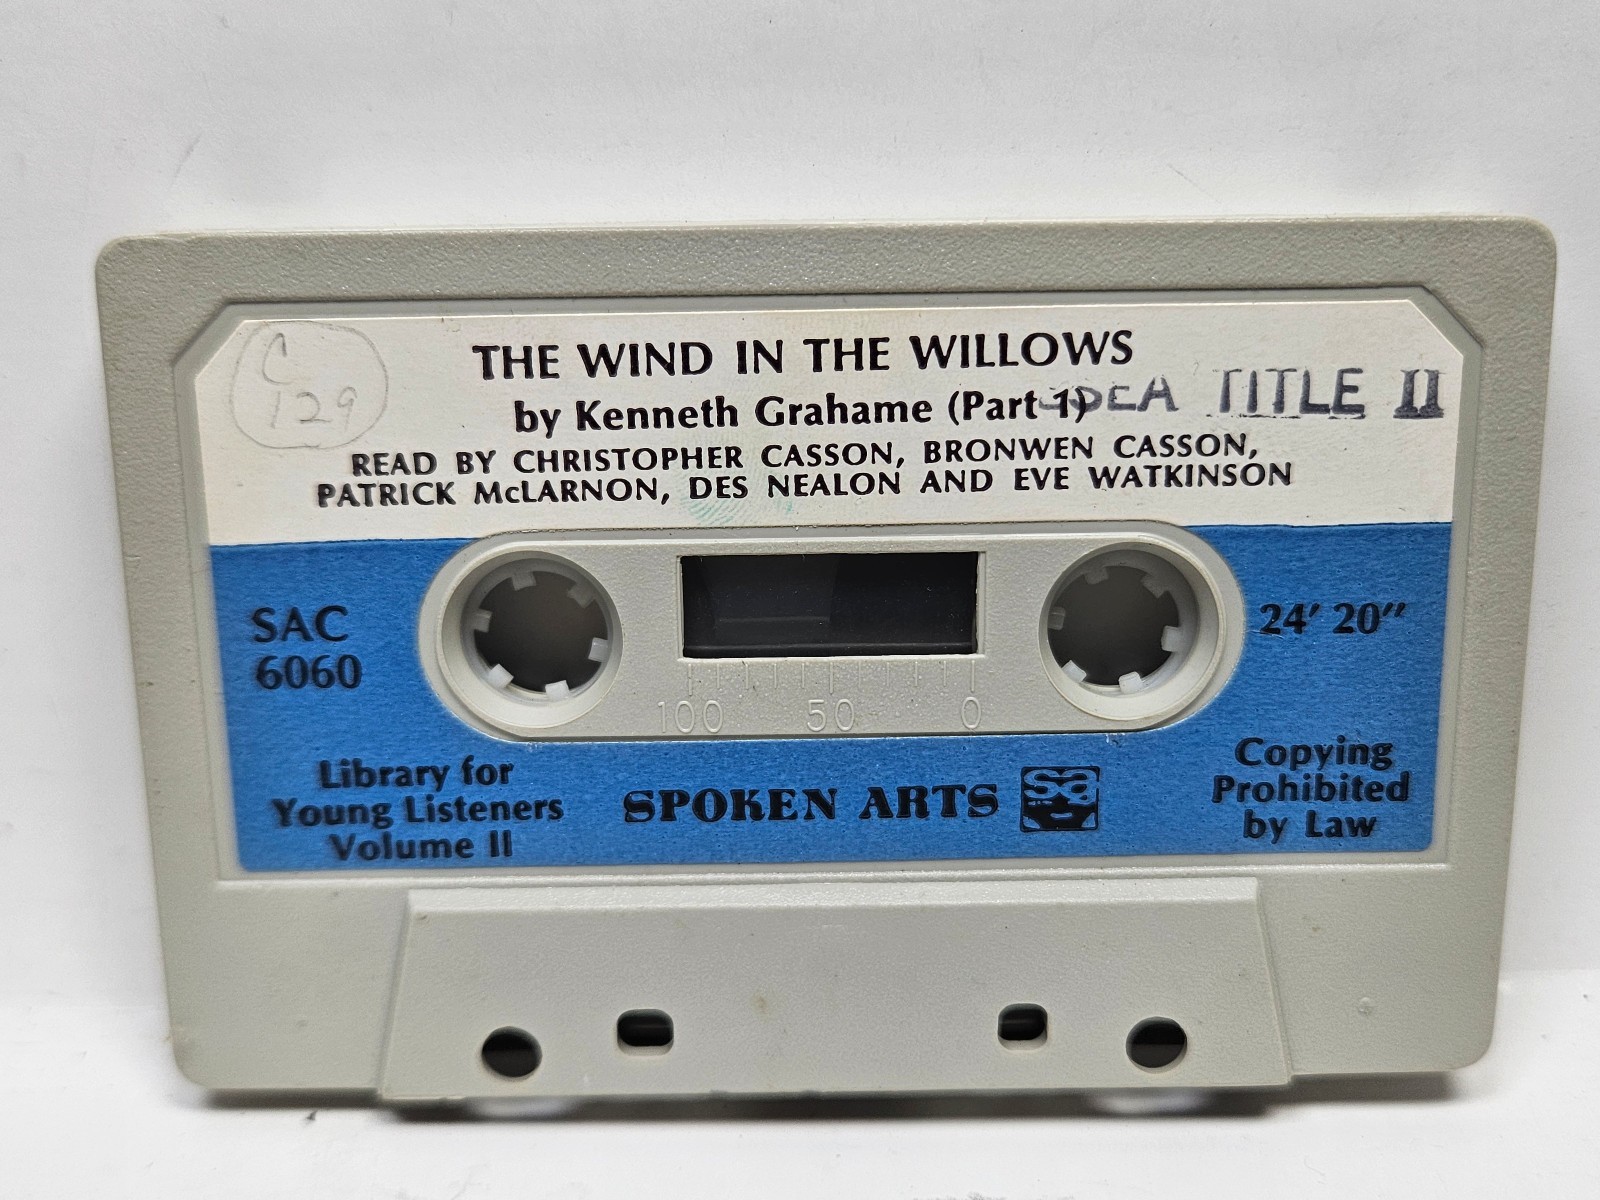 C
129
THE WIND IN THE WILLOWS
by Kenneth Grahame (Part 1)
TITLE II
READ BY CHRISTOPHER CASSON, BRONWEN CASSON,
PATRICK McLARNON, DES NEALON AND EVE WATKINSON
SAC
6060
24' 20"
100 50 0
Library for
Young Listeners
Volume II
SPOKEN ARTS
sa
Copying
Prohibited
by Law